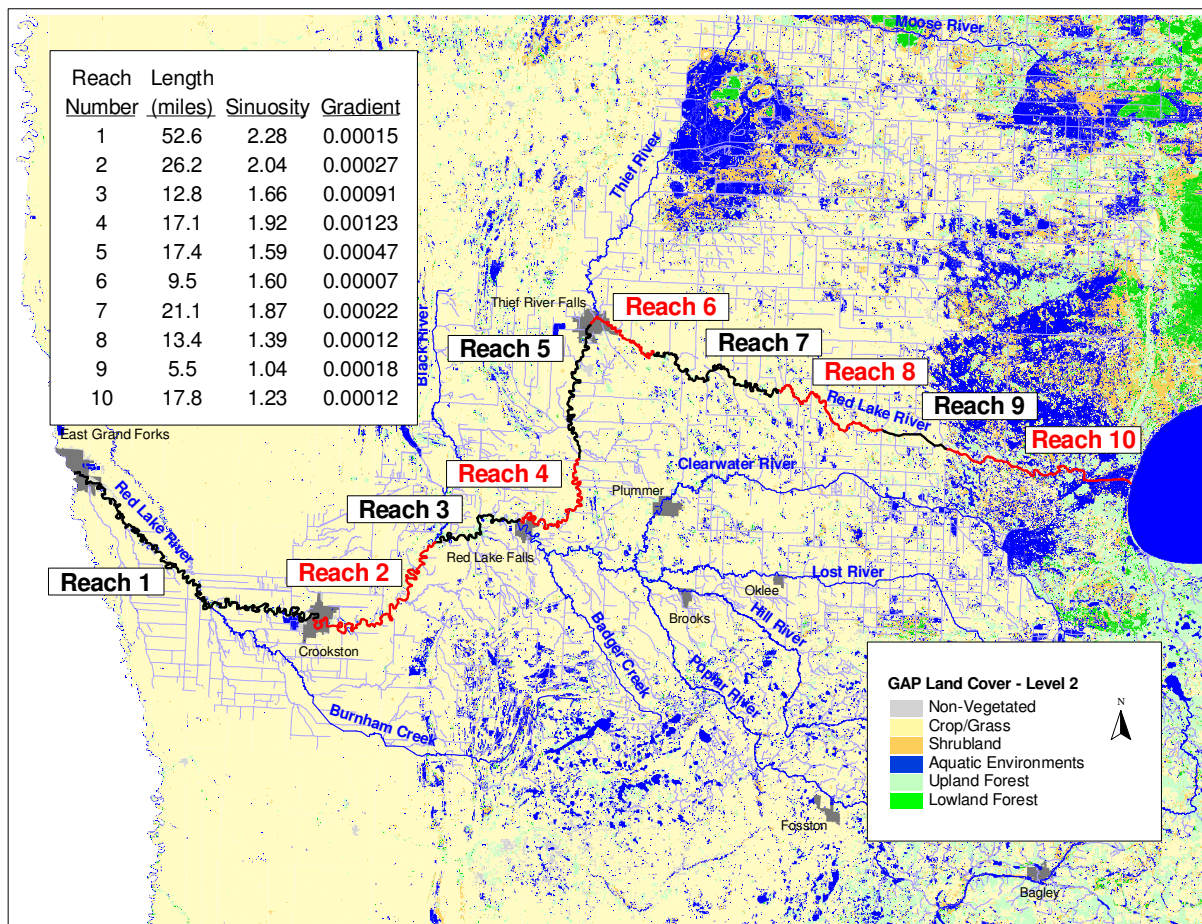 Reach Length
Number (miles) Sinuosity Gradient
1 52.6 2.28 0.00015
2 26.2 2.04 0.00027
3 12.8 1.66 0.00091
4 17.1 1.92 0.00123
5 17.4 1.59 0.00047
6 9.5 1.60 0.00007
7 21.1 1.87 0.00022
8 13.4 1.39 0.00012
9 5.5 1.04 0.00018
10 17.8 1.23 0.00012
Moose River
Thief River
Black River
Thief River Falls
Reach 6
Reach 5
Reach 7
Reach 8
Red Lake River
Reach 9
Reach 10
East Grand Forks
Red Lake River
Reach 4
Clearwater River
Plummer
Reach 3
Red Lake Falls
Reach 1
Reach 2
Lost River
Oklee
Brooks
Hill River
Badger Creek
Poplar River
Crookston
Burnham Creek
Fosston
Bagley
GAP Land Cover - Level 2
N
Non-Vegetated
Crop/Grass
Shrubland
Aquatic Environments
Upland Forest
Lowland Forest